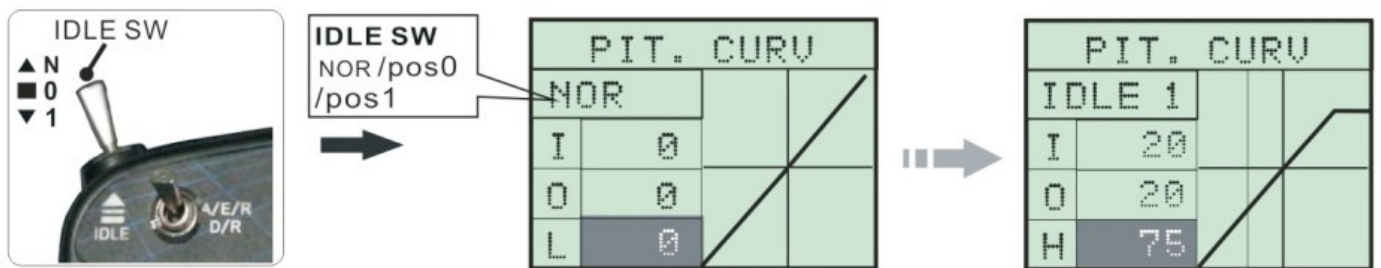 IDLE SW
▲ N
■ 0
▼ 1
IDLE
A/E/R
D/R
IDLE SW
NOR /pos0
/pos1
PIT. CURV
NOR
I 0
O 0
L 0
PIT. CURV
IDLE 1
I 20
O 20
H 75